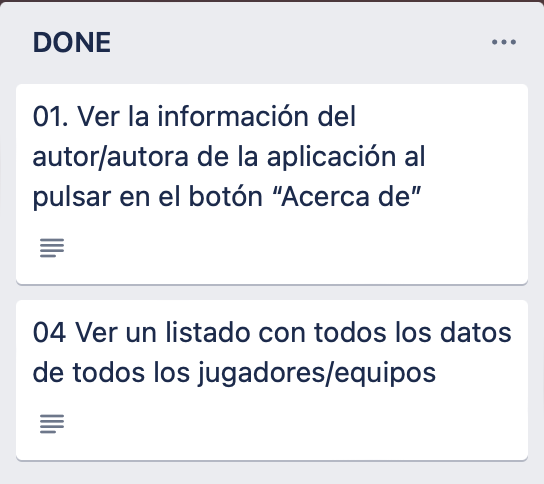 DONE
01. Ver la información del
autor/autora de la aplicación al
pulsar en el botón “Acerca de”
04 Ver un listado con todos los datos
de todos los jugadores/equipos